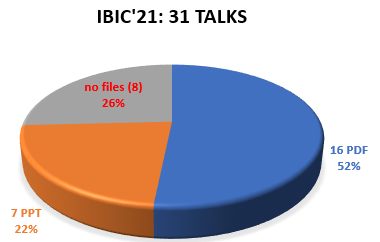 IBIC'21: 31 TALKS
no files (8)
26%
16 PDF
52%
7 PPT
22%